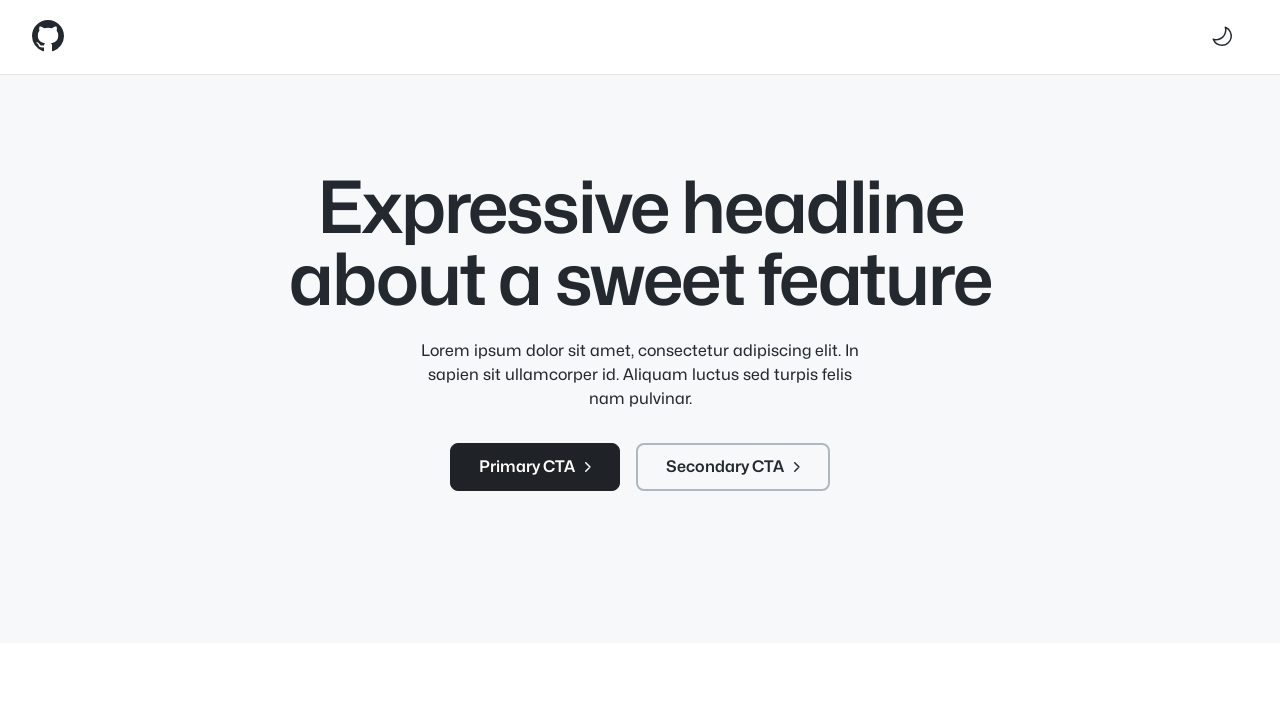 Expressive headline
about a sweet feature
Lorem ipsum dolor sit amet, consectetur adipiscing elit. In
sapien sit ullamcorper id. Aliquam luctus sed turpis felis
nam pulvinar.
Primary CTA
Secondary CTA